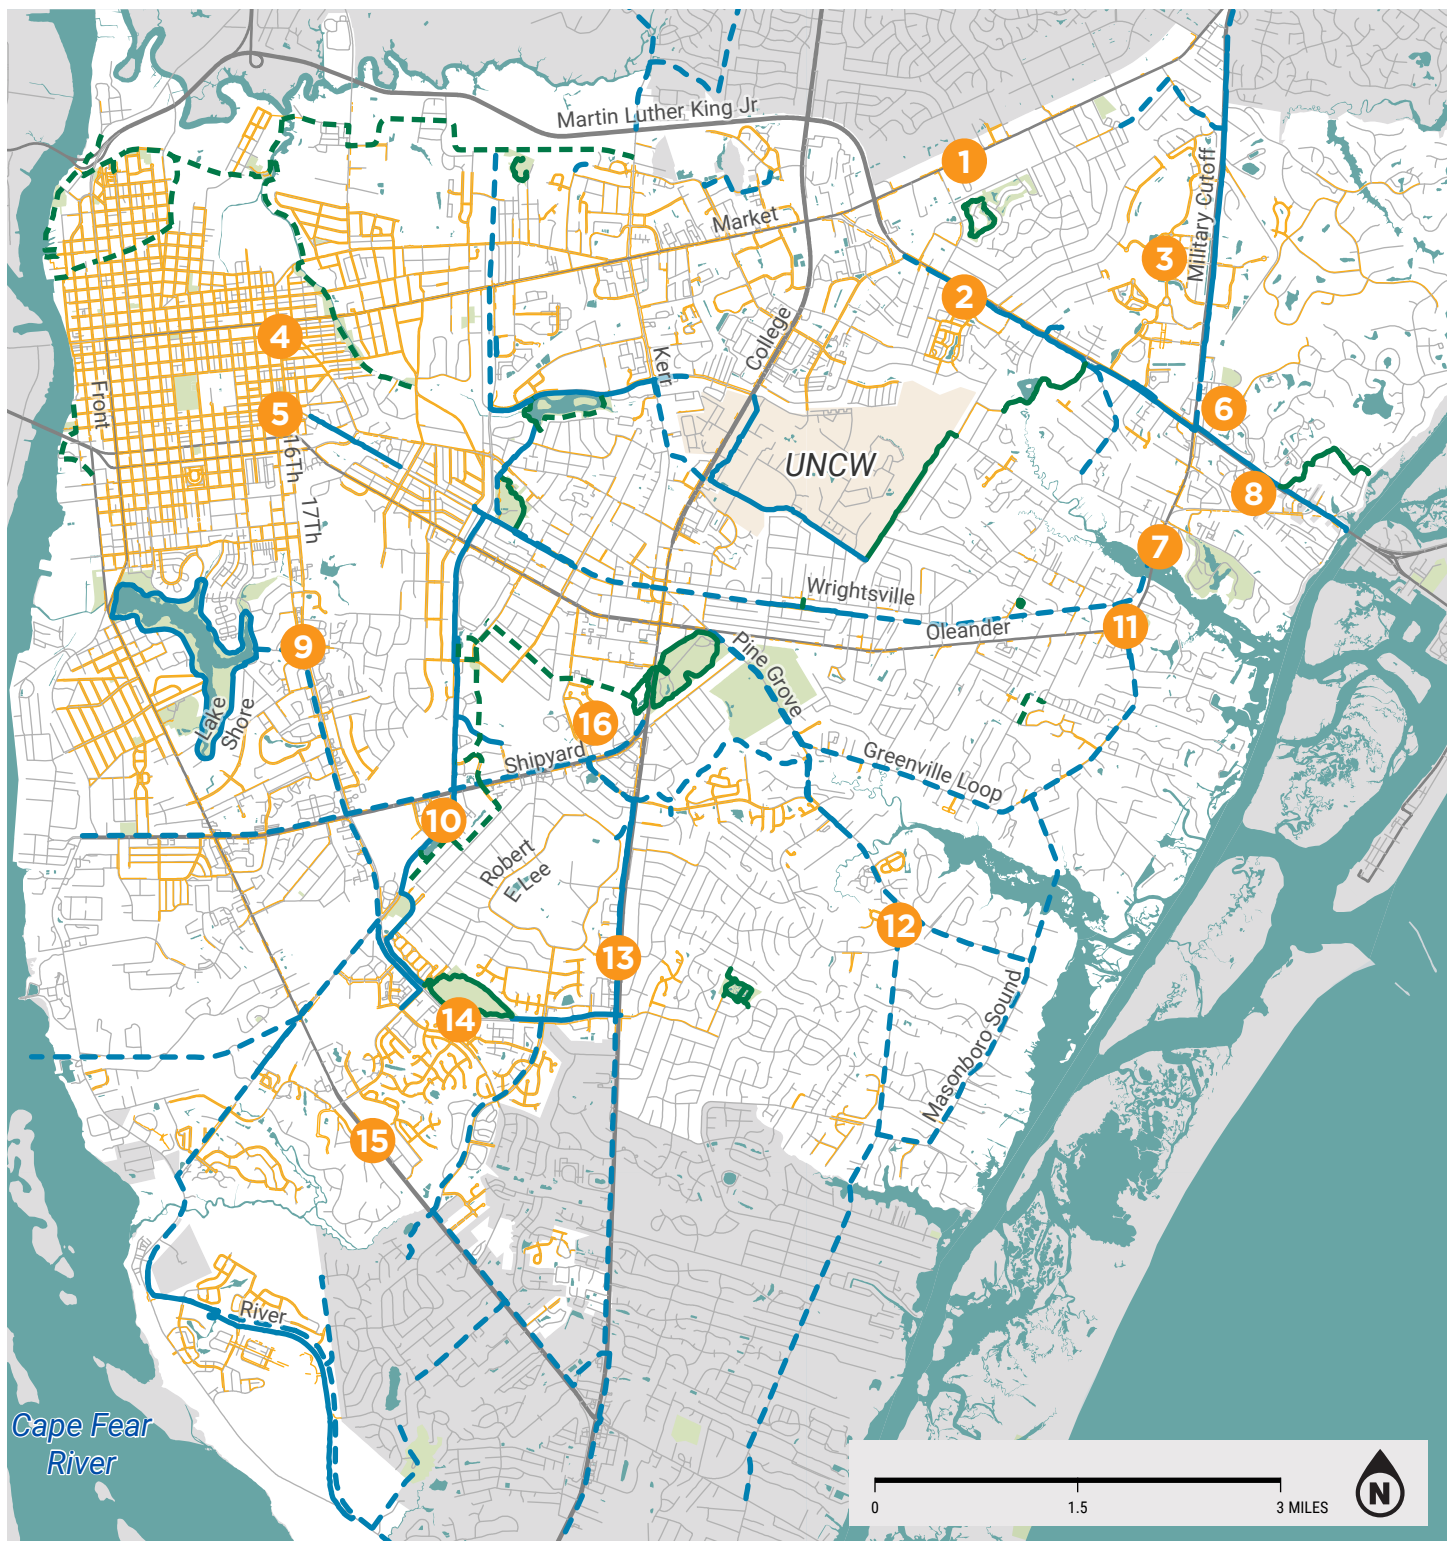 Martin Luther King Jr
1
Military Cutoff
Market
3
2
4
College
Kerr
Front
5
6
16Th
UNCW
8
17Th
7
Wrightsville
Oleander
11
9
Pine Grove
Lake
Shore
16
Shipyard
Greenville Loop
10
Robert
E Lee
12
13
Masonboro Sound
14
15
River
Cape Fear
River
0
1.5
3 MILES
N